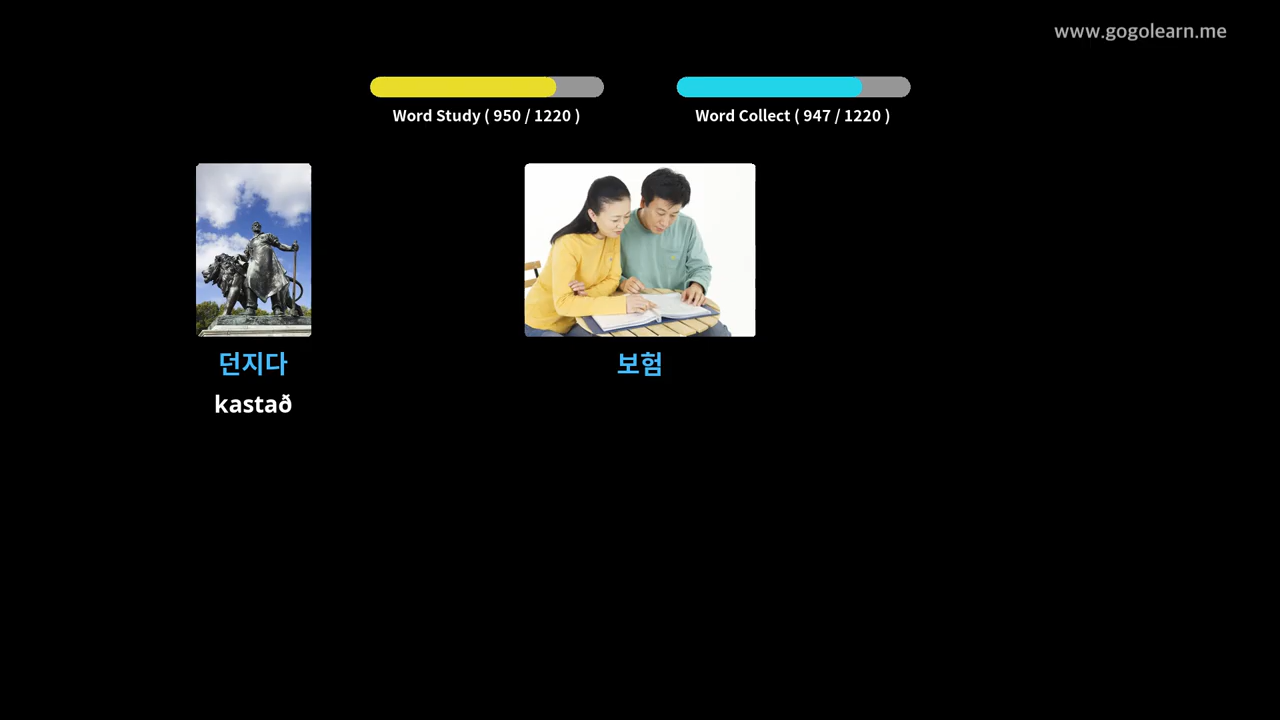 www.gogolearn.me
Word Study ( 950 / 1220 )
Word Collect ( 947 / 1220 )
던지다
보험
kastað